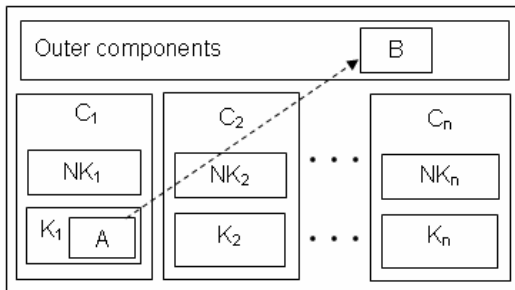 Outer components
B
C₁
C₂
Cₙ
NK₁
NK₂
NKₙ
K₁
A
K₂
Kₙ